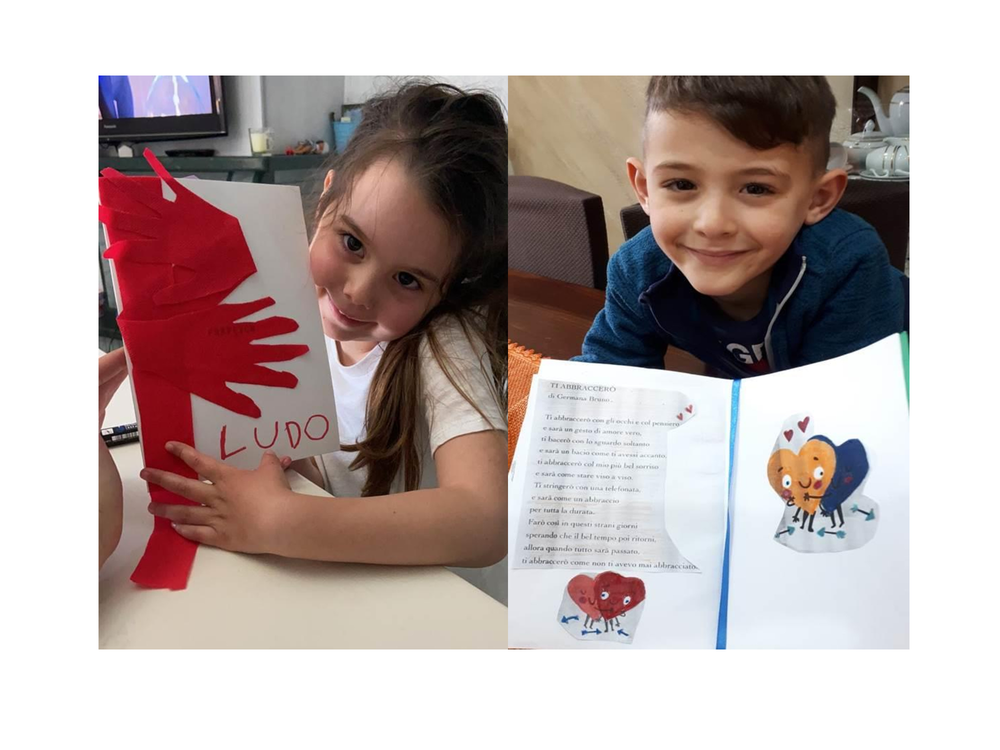 LUDO
TI ABBRACCERÒ
di Germana Bruno.
Ti abbraccerò con gli occhi e col pensiero
e sarà un gesto di amore vero,
ti bacerò con lo sguardo soltanto
e sarà un bacio come ti avessi accanto,
ti abbraccerò col mio più bel sorriso
e sarà come stare viso a viso.
Ti stringerò con una telefonata,
e sarà come un abbraccio
per tutta la durata.
Farò così in questi strani giorni
sperando che il bel tempo poi ritorni,
allora quando tutto sarà passato,
ti abbraccerò come non ti avevo mai abbracciato.